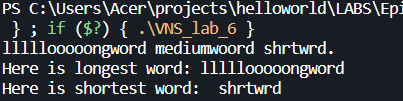 PS C:\Users\Acer\projects\helloworld\LABS\Epi
} ; if ($?) { .\VNS_lab_6 }
lllllooooongword mediumwoord shrtwrd.
Here is longest word: lllllooooongword
Here is shortest word:  shrtwrd